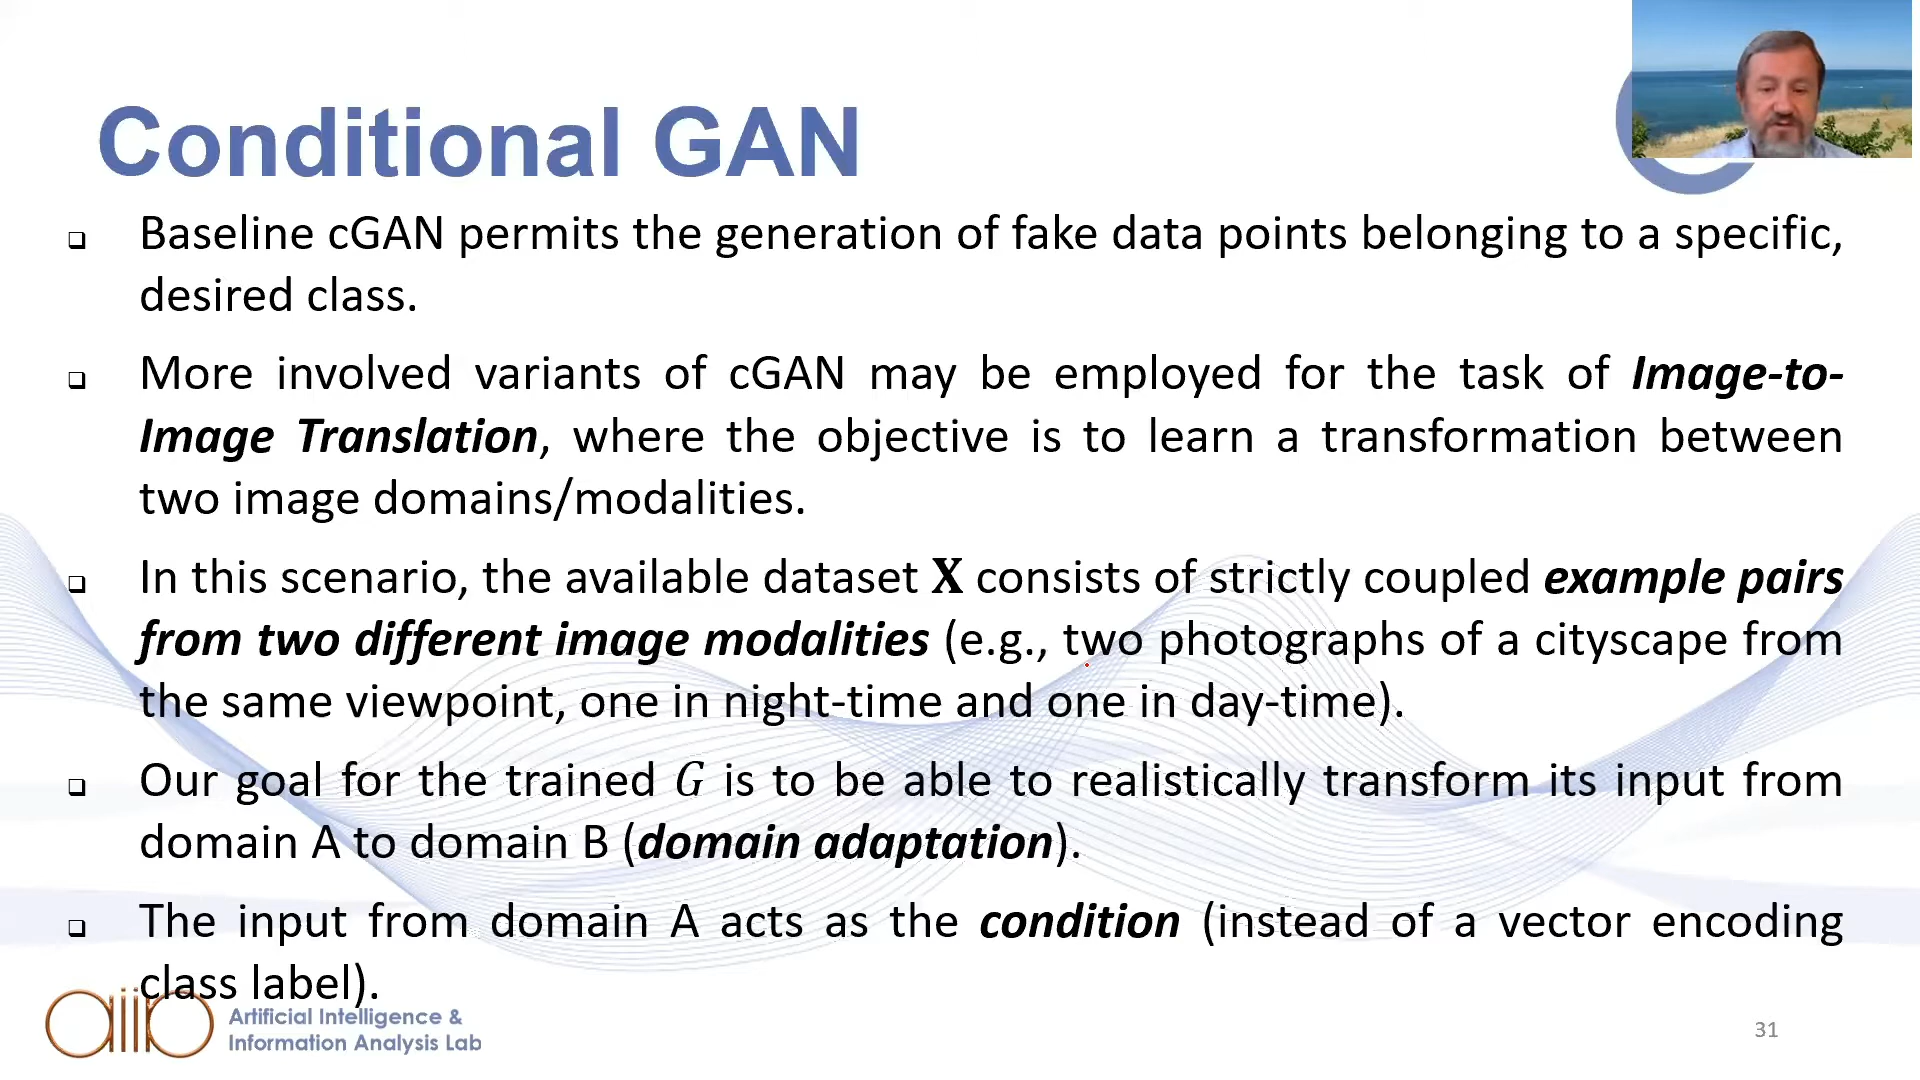 Conditional GAN
❑ Baseline cGAN permits the generation of fake data points belonging to a specific,
desired class.
❑ More involved variants of cGAN may be employed for the task of Image-to-
Image Translation, where the objective is to learn a transformation between
two image domains/modalities.
❑ In this scenario, the available dataset X consists of strictly coupled example pairs
from two different image modalities (e.g., two photographs of a cityscape from
the same viewpoint, one in night-time and one in day-time).
❑ Our goal for the trained G is to be able to realistically transform its input from
domain A to domain B (domain adaptation).
❑ The input from domain A acts as the condition (instead of a vector encoding
class label).
aiia Artificial Intelligence &
Information Analysis Lab
31